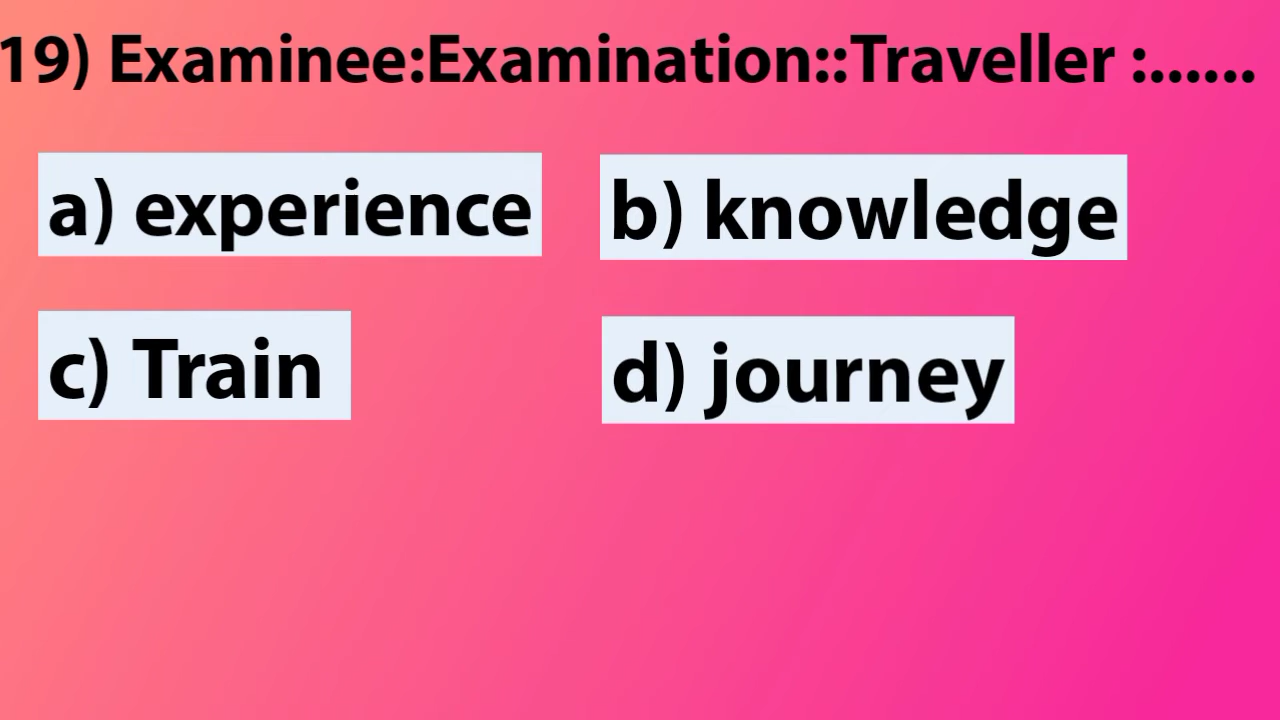 19) Examinee:Examination::Traveller :......
a) experience
b) knowledge
c) Train
d) journey